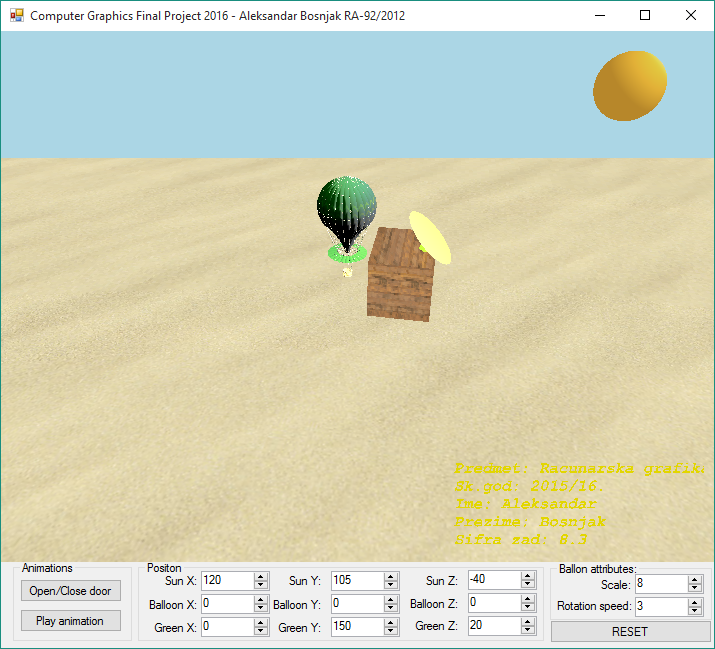 Computer Graphics Final Project 2016 - Aleksandar Bosnjak RA-92/2012
Predmet: Racunarska grafika
Sk.god: 2015/16.
Ime: Aleksandar
Prezime: Bosnjak
Sifra zad: 8.3
Animations
Open/Close door
Play animation
Positon
Sun X: 120 Sun Y: 105 Sun Z: -40
Balloon X: 0 Balloon Y: 0 Balloon Z: 0
Green X: 0 Green Y: 150 Green Z: 20
Ballon attributes:
Scale: 8
Rotation speed: 3
RESET